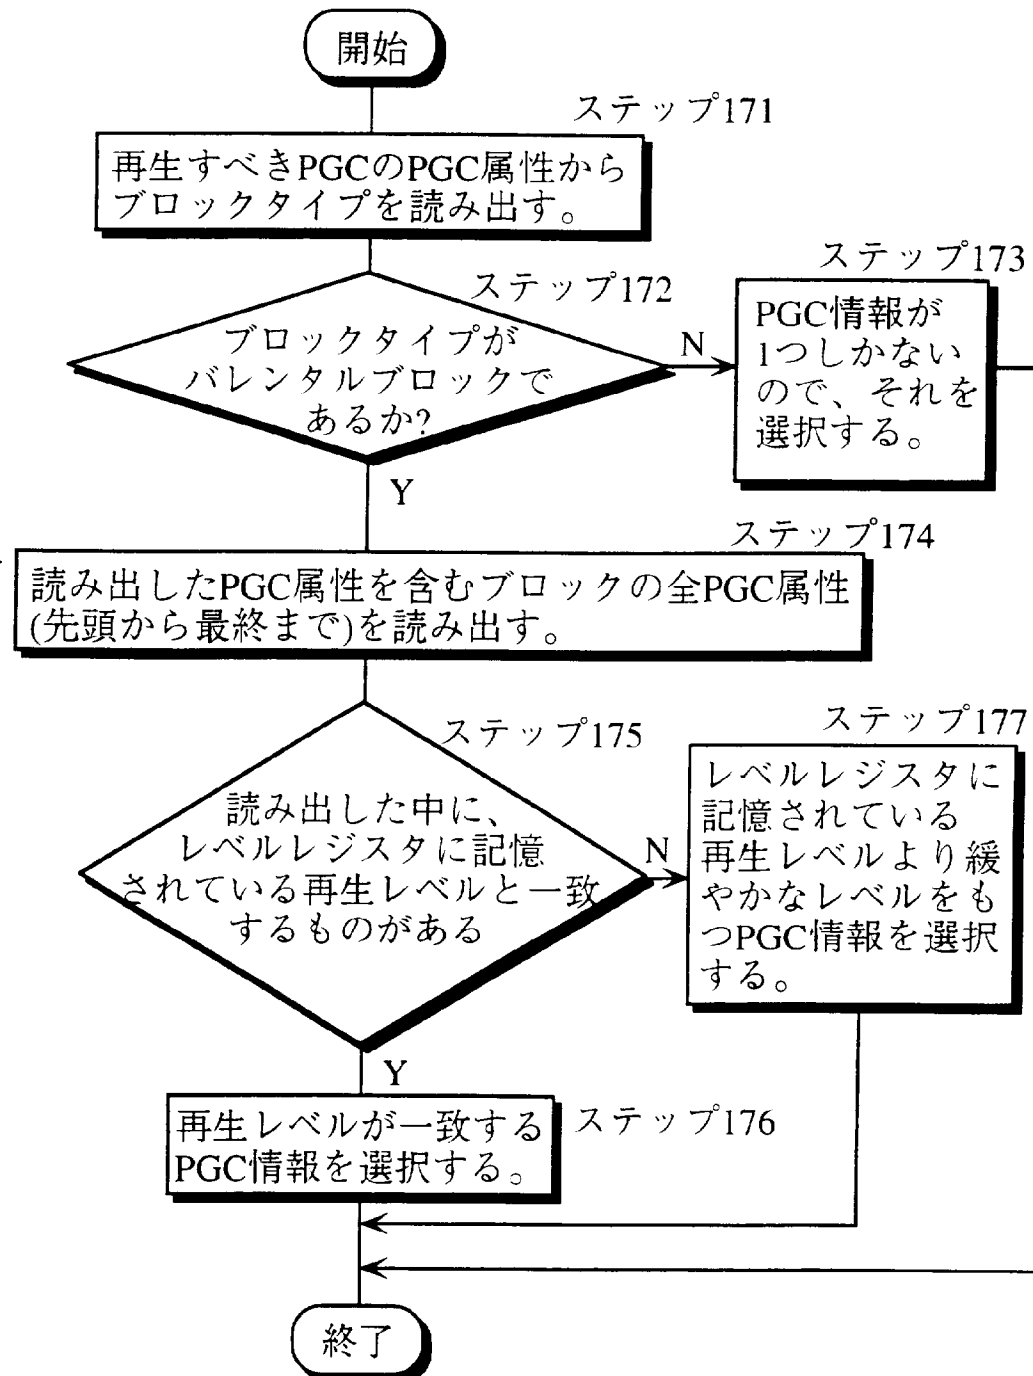 開始
ステップ171
再生すべきPGCのPGC属性から
ブロックタイプを読み出す。
ステップ172
ブロックタイプが
バレンタルブロックで
あるか?
N
Y
ステップ173
PGC情報が
1つしかない
ので、それを
選択する。
ステップ174
読み出したPGC属性を含むブロックの全PGC属性
(先頭から最終まで)を読み出す。
ステップ175
読み出した中に、
レベルレジスタに記憶
されている再生レベルと一致
するものがある
N
Y
ステップ177
レベルレジスタに
記憶されている
再生レベルより緩
やかなレベルをも
つPGC情報を選択
する。
ステップ176
再生レベルが一致する
PGC情報を選択する。
終了